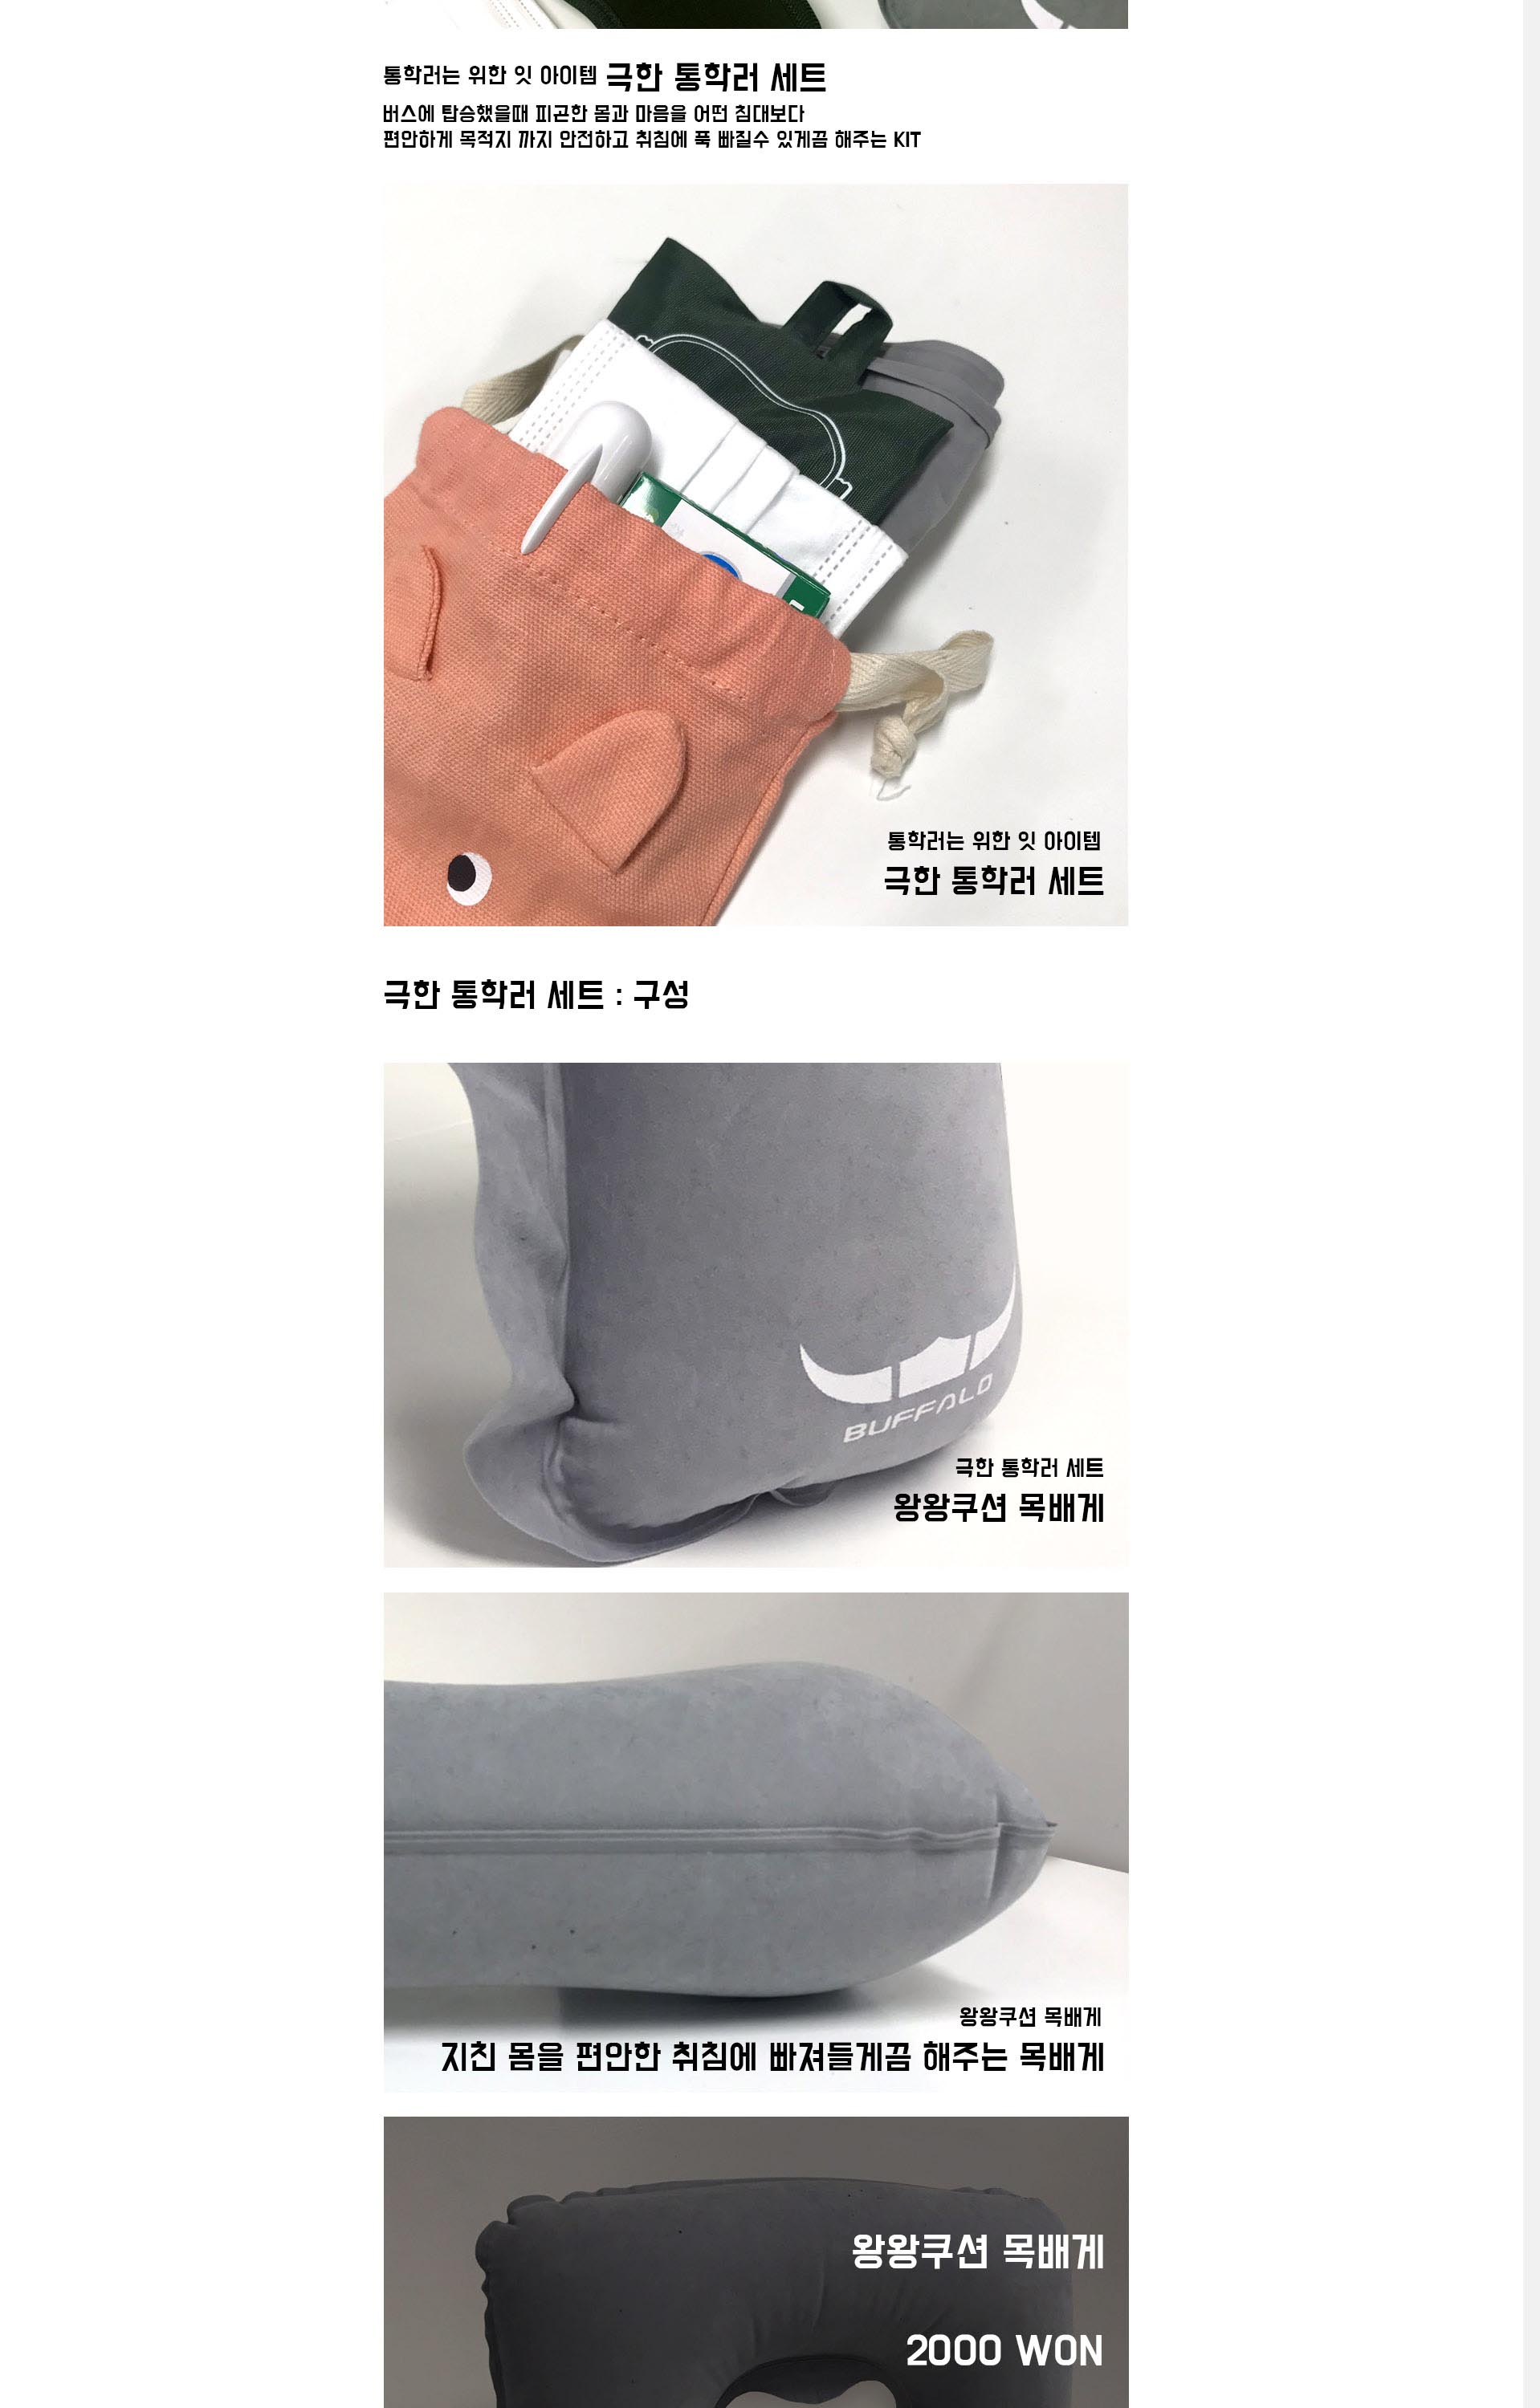 통학러는 위한 잇 아이템 극한 통학러 세트
버스에 탑승했을때 피곤한 몸과 마음을 어떤 침대보다
편안하게 목적지 까지 안전하고 취침에 푹 빠질수 있게끔 해주는 KIT
통학러는 위한 잇 아이템
극한 통학러 세트
극한 통학러 세트 : 구성
BUFFALO
극한 통학러 세트
왕왕쿠션 목배게
왕왕쿠션 목배게
지친 몸을 편안한 취침에 빠져들게끔 해주는 목배게
왕왕쿠션 목배게
2000 WON